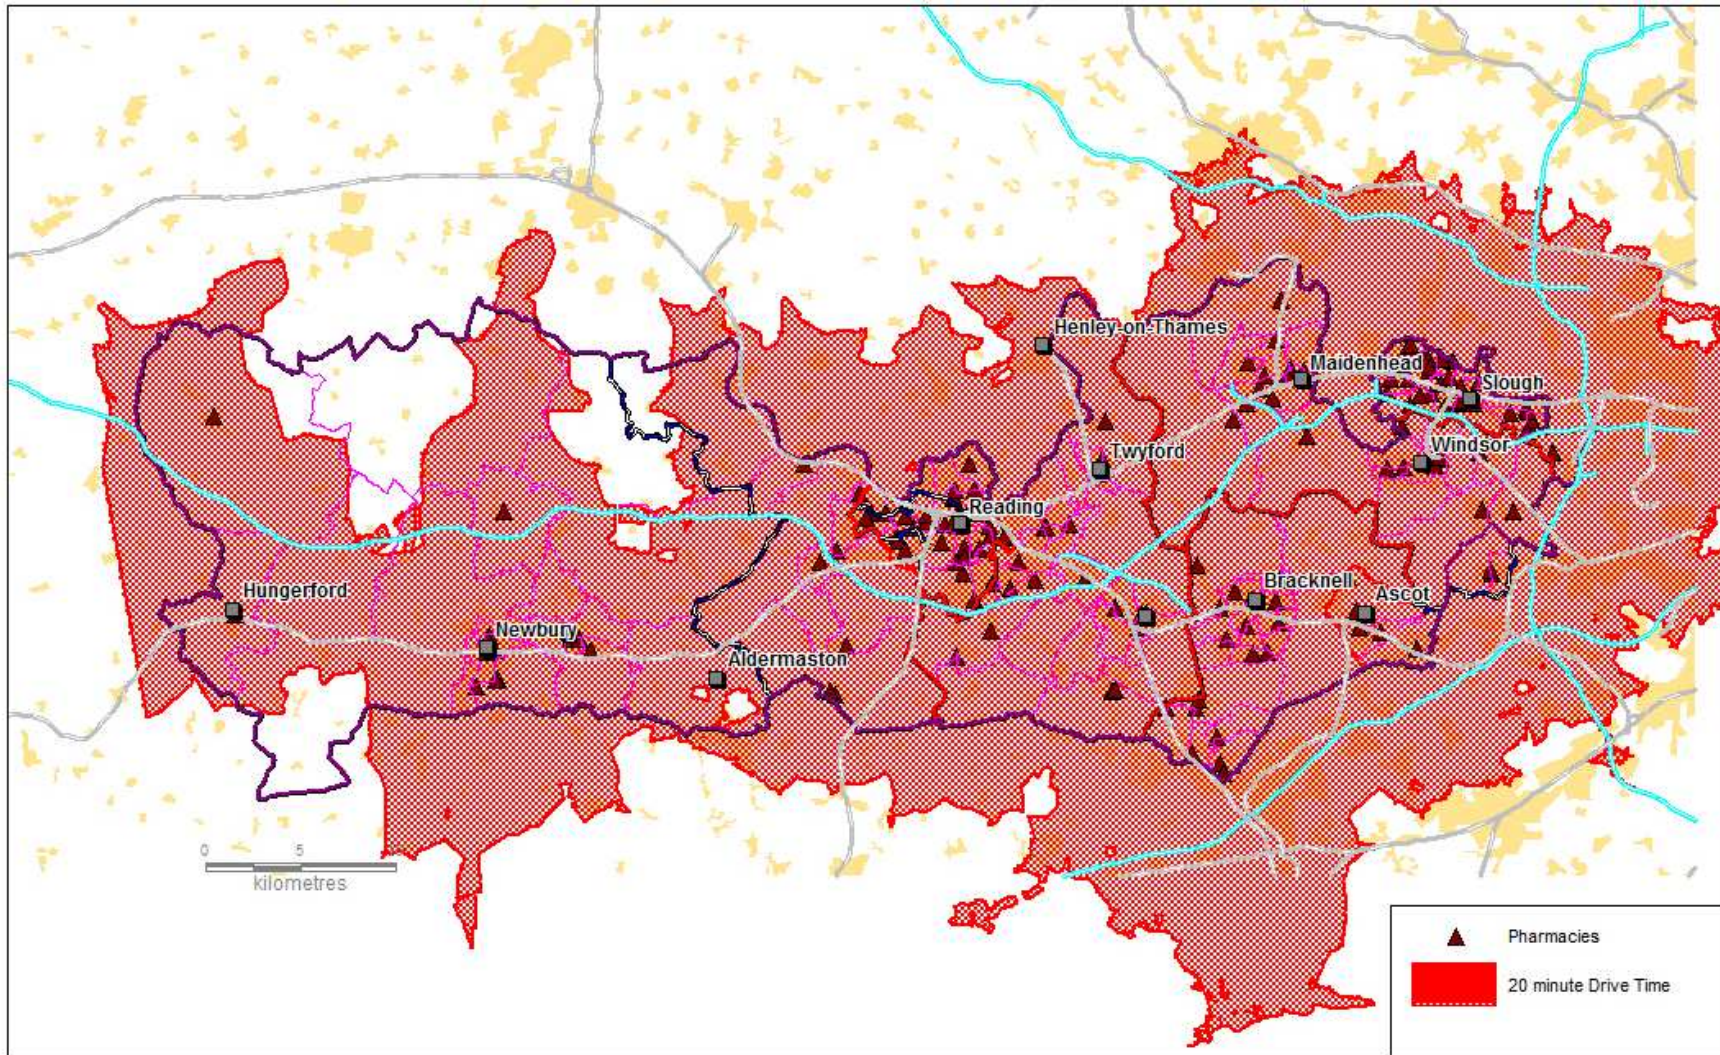 Henley-on-Thames
Maidenhead
Slough
Windsor
Twyford
Reading
Hungerford
Bracknell
Ascot
Newbury
Aldermaston
0 5
kilometres
Pharmacies
20 minute Drive Time